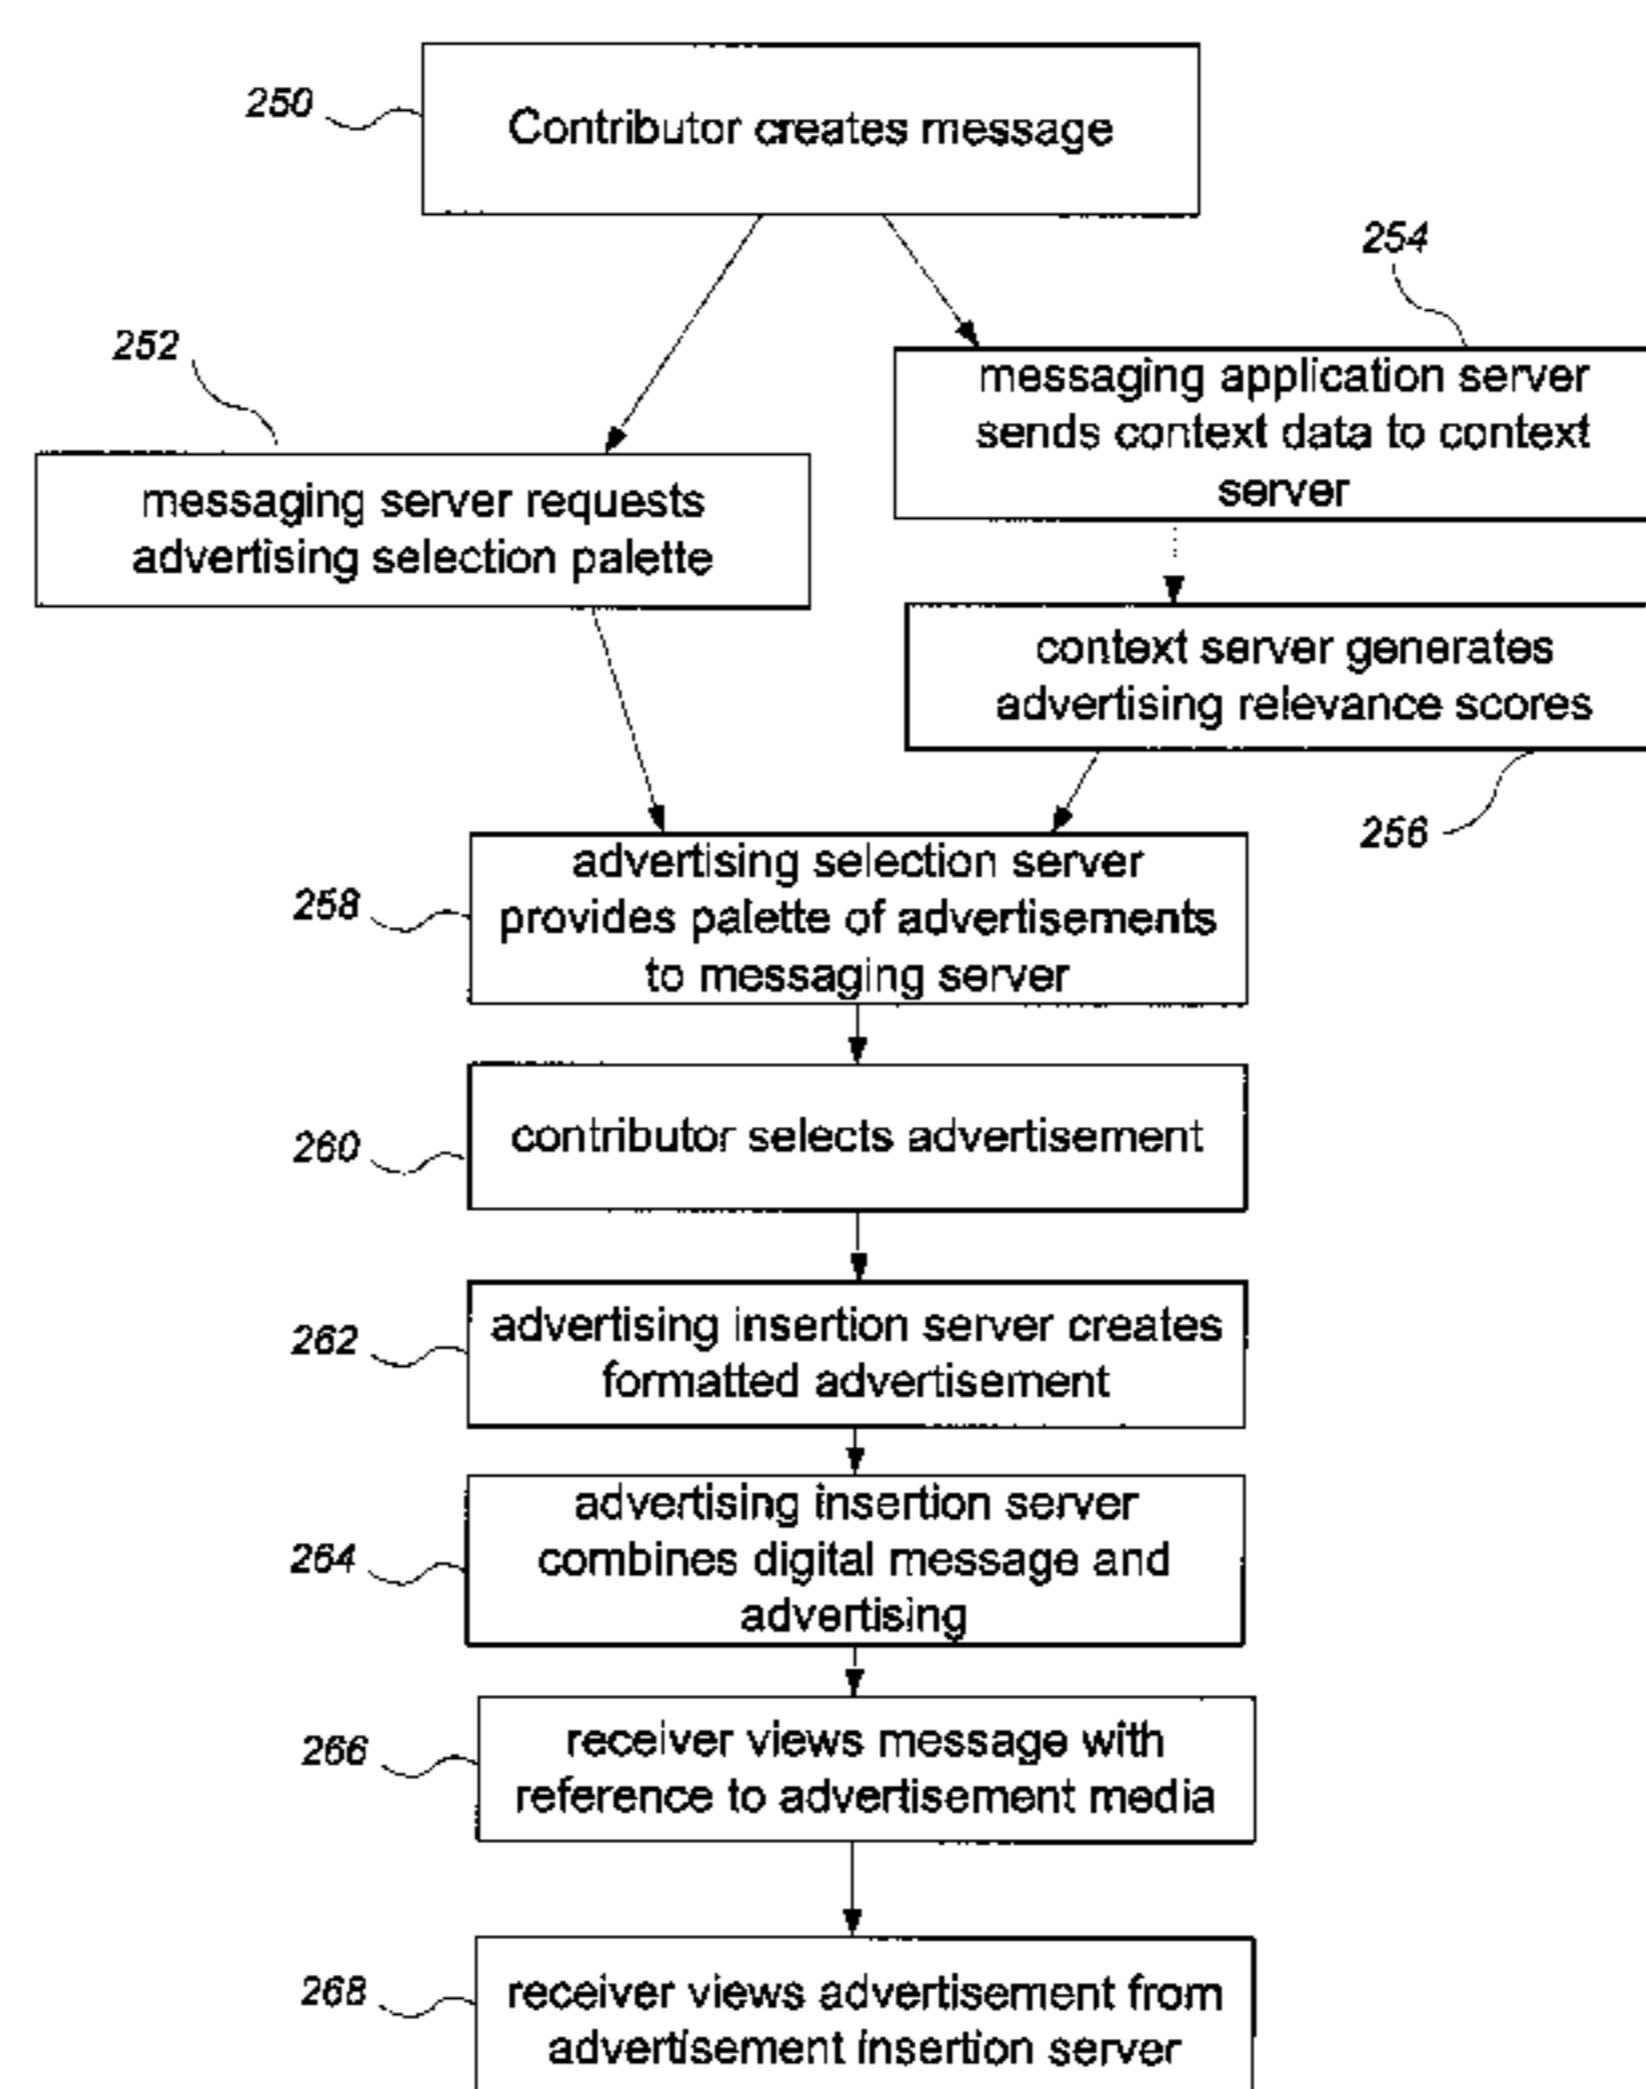 250
Contributor creates message
254
252
messaging application server
sends context data to context
server
messaging server requests
advertising selection palette
context server generates
advertising relevance scores
256
258
advertising selection server
provides palette of advertisements
to messaging server
260
contributor selects advertisement
262
advertising insertion server creates
formatted advertisement
264
advertising insertion server
combines digital message and
advertising
266
receiver views message with
reference to advertisement media
268
receiver views advertisement from
advertisement insertion server